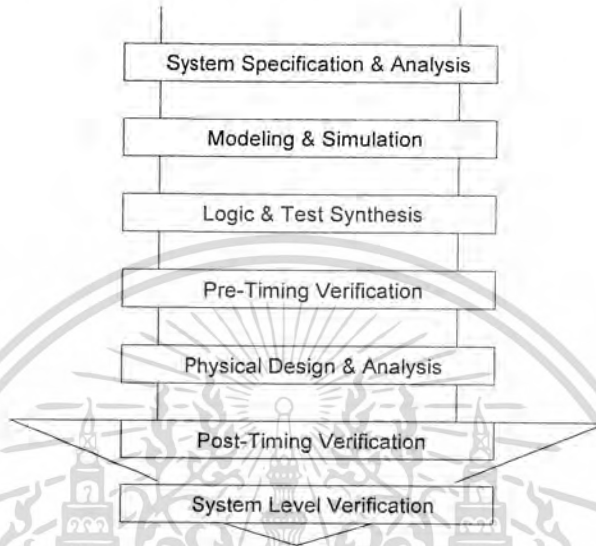 System Specification & Analysis
Modeling & Simulation
Logic & Test Synthesis
Pre-Timing Verification
Physical Design & Analysis
Post-Timing Verification
System Level Verification